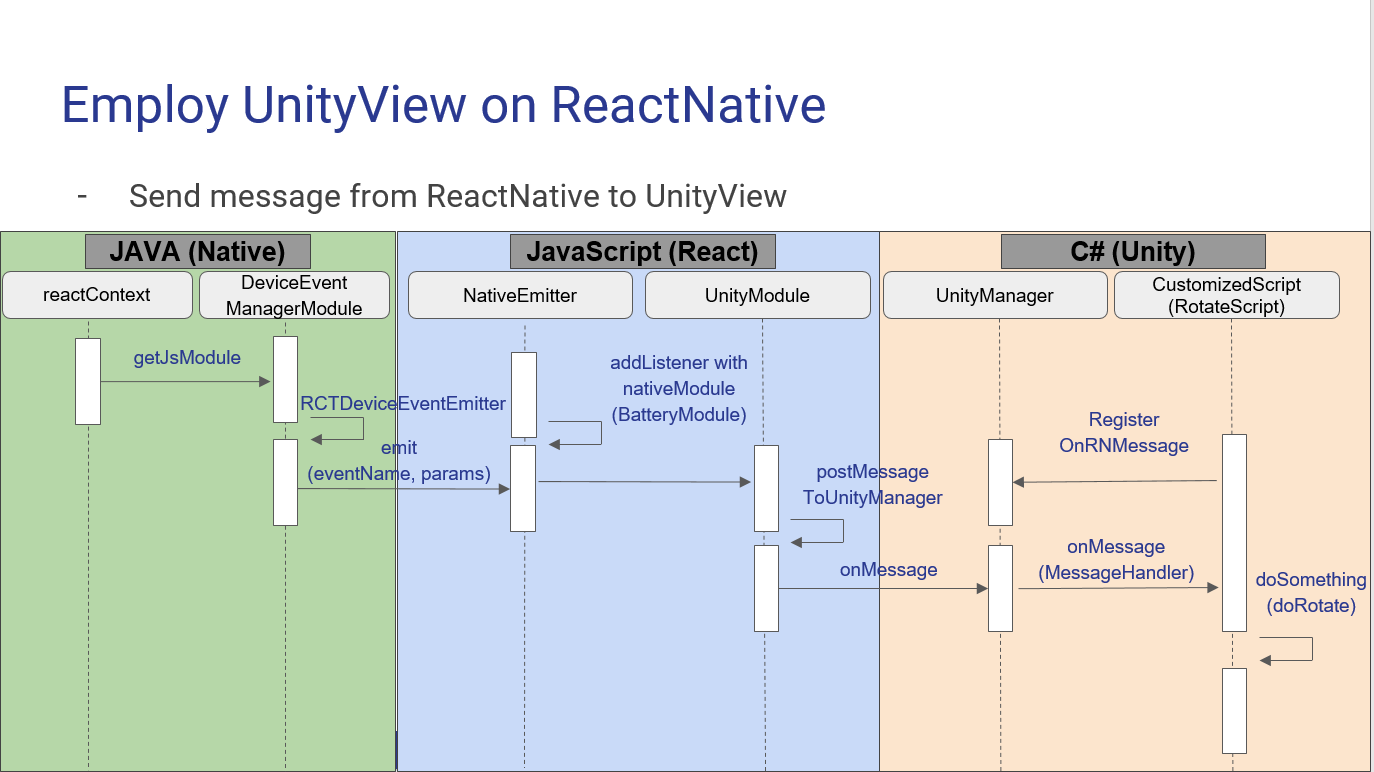 Employ UnityView on ReactNative
- Send message from ReactNative to UnityView
JAVA (Native)
JavaScript (React)
C# (Unity)
reactContext
DeviceEvent
ManagerModule
NativeEmitter
UnityModule
UnityManager
CustomizedScript
(RotateScript)
getJsModule
RCTDeviceEventEmitter
emit
(eventName, params)
addListener with
nativeModule
(BatteryModule)
postMessage
ToUnityManager
onMessage
Register
OnRNMessage
onMessage
(MessageHandler)
doSomething
(doRotate)